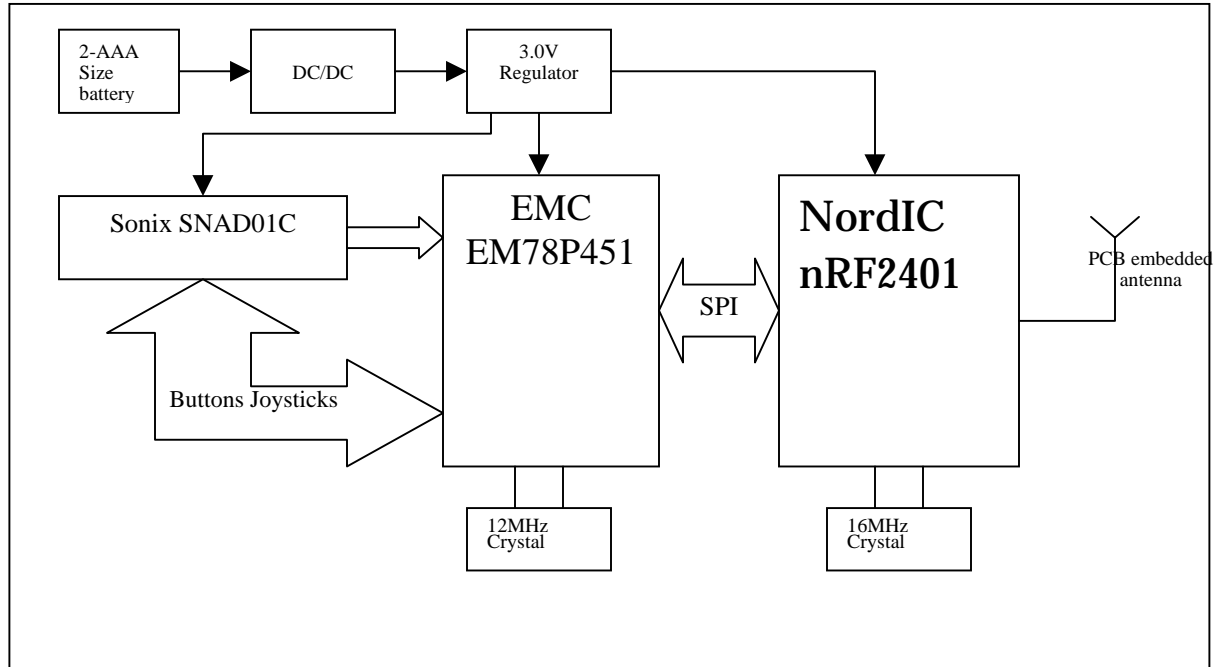 2-AAA
Size
battery
DC/DC
3.0V
Regulator
Sonix SNAD01C
EMC
EM78P451
NordIC
nRF2401
PCB embedded
antenna
SPI
Buttons Joysticks
12MHz
Crystal
16MHz
Crystal